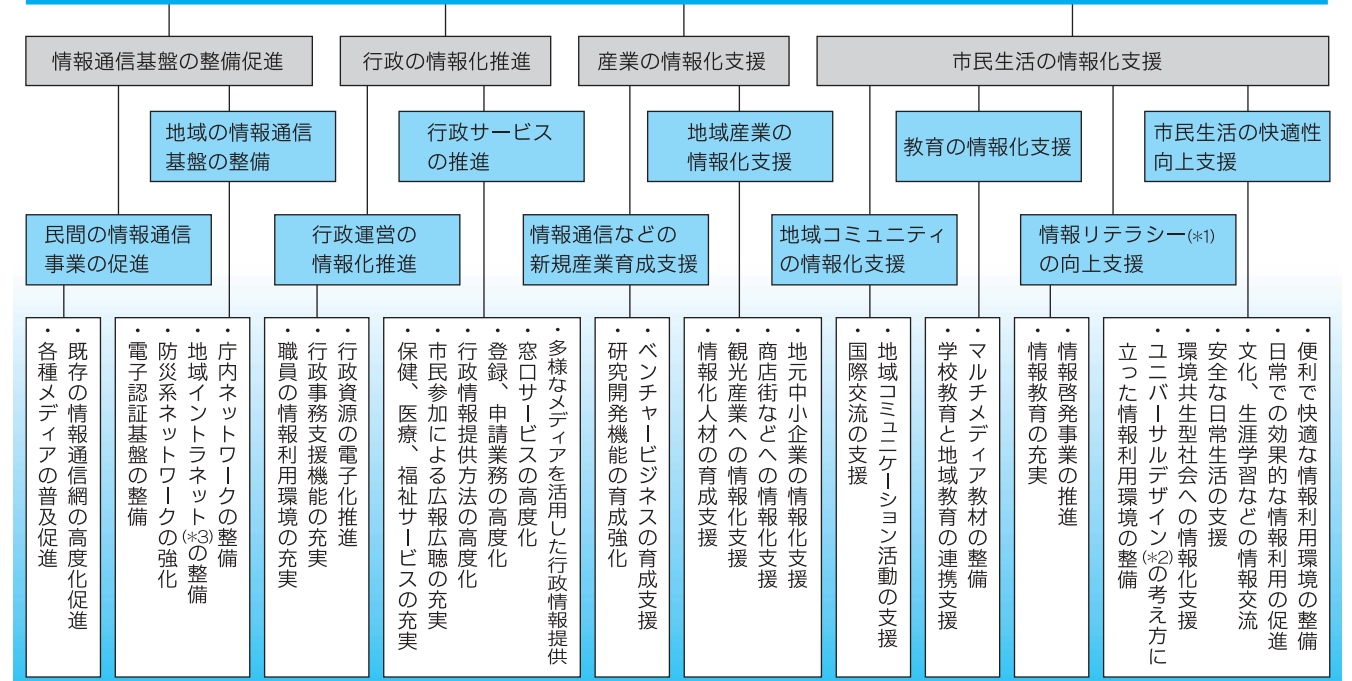 情報通信基盤の整備促進
行政の情報化推進
産業の情報化支援
市民生活の情報化支援
地域の情報通信
基盤の整備
行政サービス
の推進
地域産業の
情報化支援
教育の情報化支援
市民生活の快適性
向上支援
民間の情報通信
事業の促進
行政運営の
情報化推進
情報通信などの
新規産業育成支援
地域コミュニティ
の情報化支援
情報リテラシー(*1)
の向上支援
・既存の情報通信網の高度化促進
・各種メディアの普及促進
・庁内ネットワークの整備
・地域イントラネット(*3)の整備
・防災系ネットワークの強化
・電子認証基盤の整備
・行政資源の電子化推進
・行政事務支援機能の充実
・職員の情報利用環境の充実
・多様なメディアを活用した行政情報提供
・窓口サービスの高度化
・登録、申請業務の高度化
・行政情報提供方法の高度化
・市民参加による広報広聴の充実
・保健、医療、福祉サービスの充実
・ベンチャービジネスの育成支援
・研究開発機能の育成強化
・地元中小企業の情報化支援
・商店街などへの情報化支援
・観光産業への情報化支援
・情報化人材の育成支援
・地域コミュニケーション活動の支援
・国際交流の支援
・マルチメディア教材の整備
・学校教育と地域教育の連携支援
・情報啓発事業の推進
・情報教育の充実
・便利で快適な情報利用環境の整備
・日常での効果的な情報利用の促進
・文化、生涯学習などの情報交流
・安全な日常生活の支援
・環境共生型社会への情報化支援
・ユニバーサルデザイン(*2)の考え方に
立った情報利用環境の整備